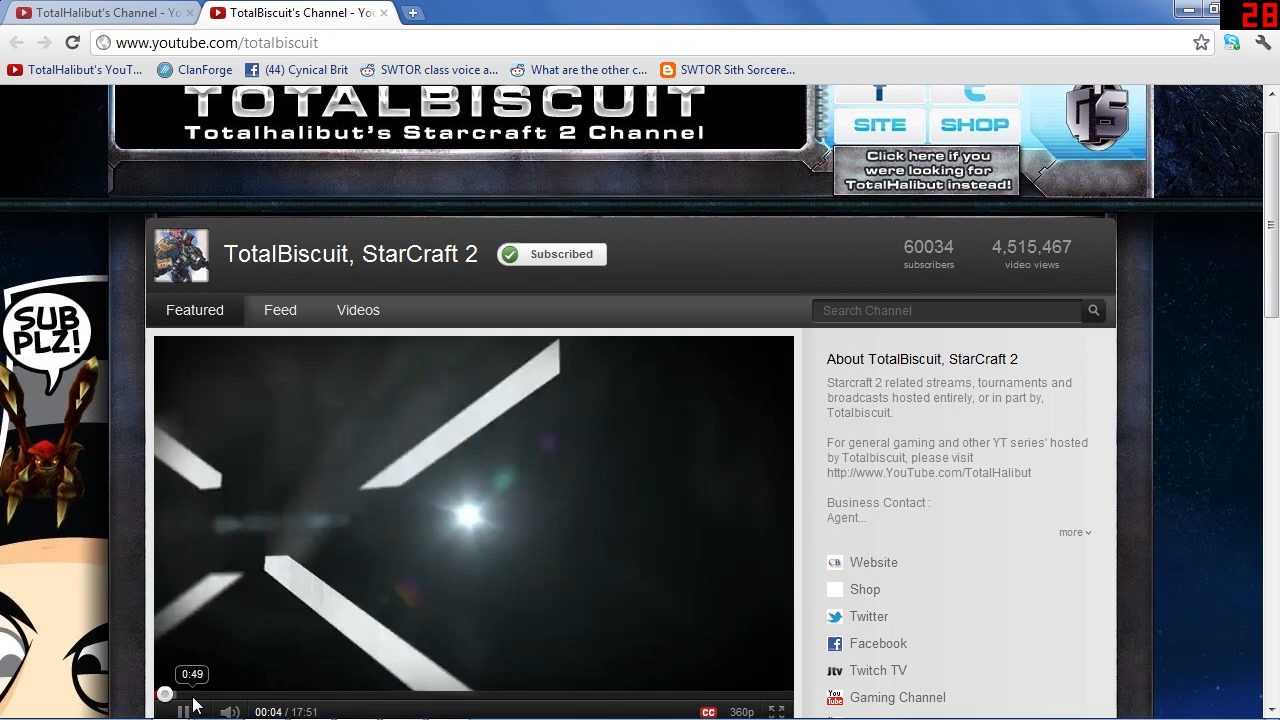 TotalHalibut's Channel - Yo
TotalBiscuit's Channel - You
28
www.youtube.com/totalbiscuit
TotalHalibut's YouT...
ClanForge
(44) Cynical Brit
SWTOR class voice a...
What are the other c...
SWTOR Sith Sorcere...
TOTALBISCUIT
Totalhalibut's Starcraft 2 Channel
SITE
SHOP
Click here if you
were looking for
TotalHalibut instead!
TotalBiscuit, StarCraft 2
Subscribed
60034
subscribers
4,515,467
video views
Featured
Feed
Videos
Search Channel
SUB
PLZ!
About TotalBiscuit, StarCraft 2
Starcraft 2 related streams, tournaments and
broadcasts hosted entirely, or in part by,
Totalbiscuit.
For general gaming and other YT series' hosted
by Totalbiscuit, please visit
http://www.YouTube.com/TotalHalibut
Business Contact :
Agent...
more
CB
Website
Shop
Twitter
Facebook
jtv
Twitch TV
You
Tube
Gaming Channel
0:49
00:04 / 17:51
CC
360p